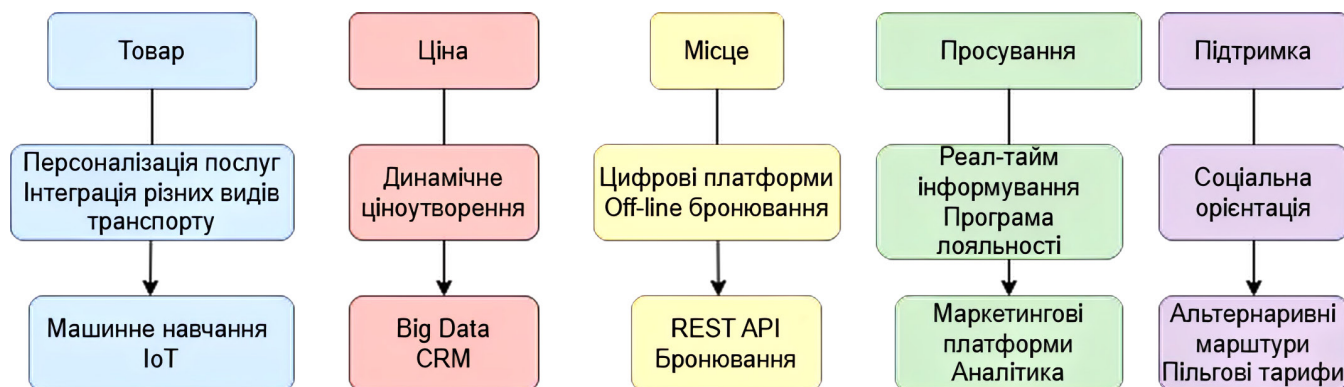 Товар
Ціна
Місце
Просування
Підтримка
Персоналізація послуг
Інтеграція різних видів
транспорту
Динамічне
ціноутворення
Цифрові платформи
Off-line бронювання
Реал-тайм
інформування
Програма
лояльності
Соціальна
орієнтація
Машинне навчання
IoT
Big Data
CRM
REST API
Бронювання
Маркетингові
платформи
Аналітика
Альтернаривні
марштури
Пільгові тарифи